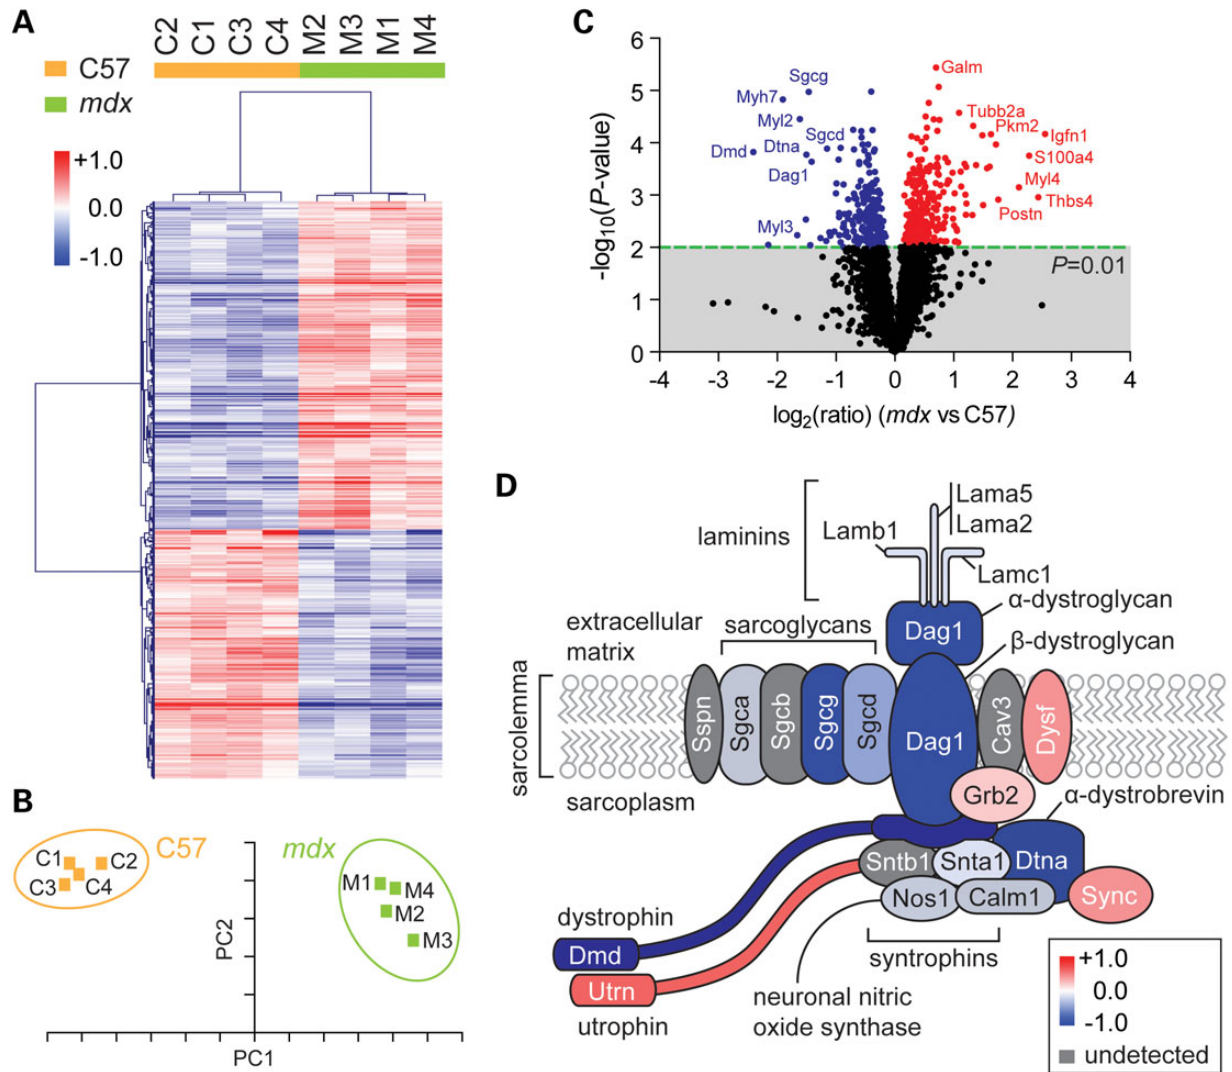 A
C2 C1 C3 C4 M2 M3 M1 M4
C57
mdx
+1.0
0.0
-1.0
B
C57
C1
C2
C3
C4
mdx
M1
M4
M2
M3
PC2
PC1
C
6
5
4
3
2
1
0
-log10(P-value)
-4 -3 -2 -1 0 1 2 3 4
log2(ratio) (mdx vs C57)
Sgcg
Myh7
Myl2
Sgcd
Dmd
Dtna
Dag1
Myl3
Galm
Tubb2a
Pkm2
Igfn1
S100a4
Myl4
Thbs4
Postn
P=0.01
D
laminins
Lama5
Lama2
Lamb1
Lamc1
α-dystroglycan
Dag1
β-dystroglycan
extracellular
matrix
sarcoglycans
sarcolemma
Sspn
Sgca
Sgcb
Sgcg
Sgcd
Dag1
Cav3
Dysf
sarcoplasm
Grb2
α-dystrobrevin
Sntb1
Snta1
Dtna
Nos1
Calm1
Sync
dystrophin
Dmd
Utrn
utrophin
syntrophins
neuronal nitric
oxide synthase
+1.0
0.0
-1.0
undetected